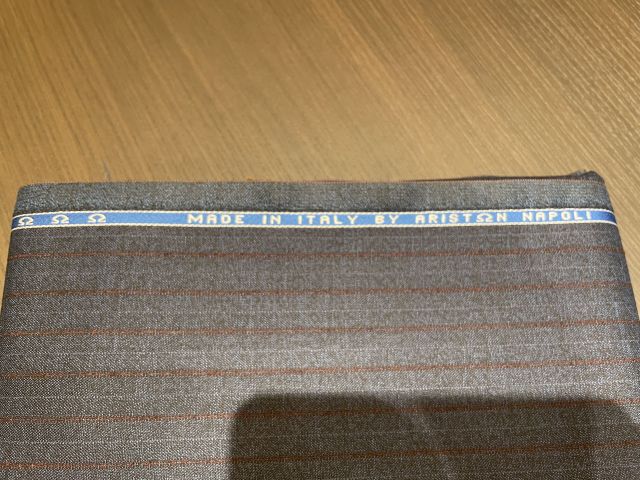 Ω Ω Ω MADE IN ITALY BY ARISTΩN NAPOLI